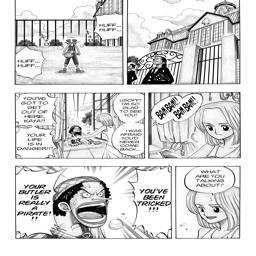 HUFF...
HUFF...
HUFF...
HUFF...
BAM BAM!!
BAM BAM!!
USOPP!
I'M SO
GLAD
TO SEE
YOU!
I WAS
AFRAID
YOU'D
NEVER
COME
BACK...
YOU'VE
GOT TO
GET
OUT OF
HERE,
KAYA!!
YOUR
LIFE
IS IN
DANGER!!!
WHAT
ARE YOU
TALKING
ABOUT?
YOU'VE
BEEN
TRICKED
!!!
YOUR
BUTLER
IS
REALLY
A
PIRATE!
!!